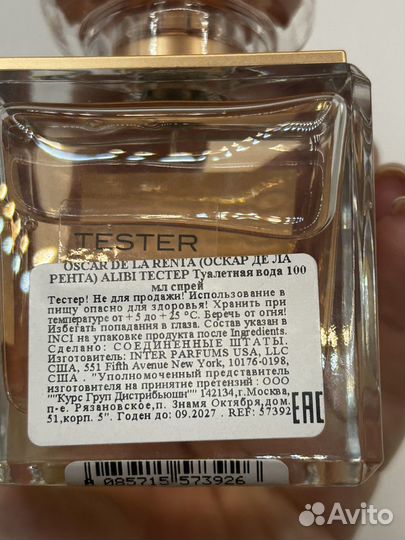 TESTER
OSCAR DE LA RENTA (ОСКАР ДЕ ЛА
РЕНТА) ALIBI ТЕСТЕР Туалетная вода 100
мл спрей
Тестер! Не для продажи! Использование в
пищу опасно для здоровья! Хранить при
температуре от +5 до +25 °C. Беречь от огня!
Избегать попадания в глаза. Состав указан в
INCI на упаковке продукта после Ingredients.
Сделано: СОЕДИНЕННЫЕ ШТАТЫ.
Изготовитель: INTER PARFUMS USA, LLC
США, 551 Fifth Avenue New York, 10176-0198,
США . "Уполномоченный представитель
изготовителя на принятие претензий : ООО
""Курс Груп Дистрибьюшн"" 142134,г.Москва,
п-е. Рязановское,п. Знамя Октября,дом.
51,корп. 5". Годен до: 09.2027 . REF: 57392
EAC
0 85715 573926
Avito